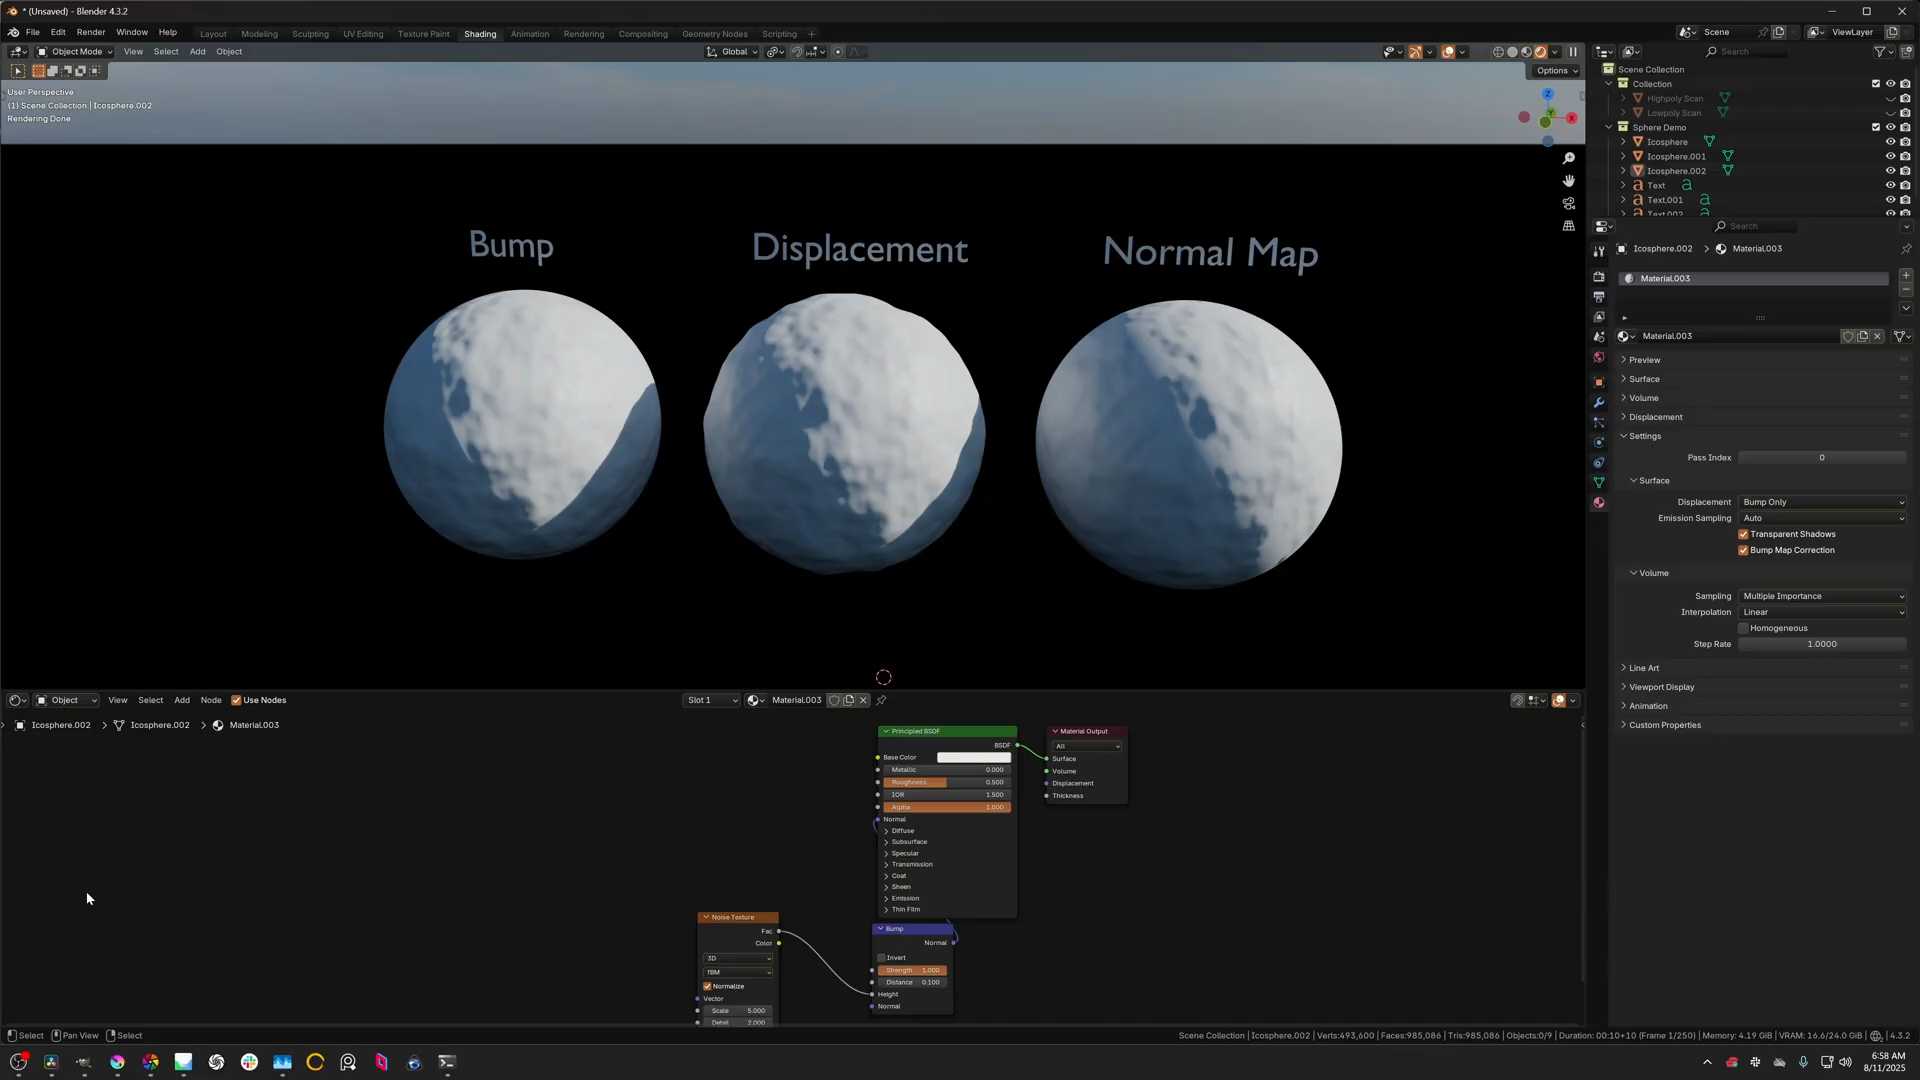 * (Unsaved) - Blender 4.3.2
File Edit Render Window Help
Layout Modeling Sculpting UV Editing Texture Paint Shading Animation Rendering Compositing Geometry Nodes Scripting +
Scene
ViewLayer
Object Mode View Select Add Object
Global
Options
User Perspective
(1) Scene Collection | Icosphere.002
Rendering Done
Z
Y
X
Bump
Displacement
Normal Map
Search
Scene Collection
Collection
Highpoly Scan
Lowpoly Scan
Sphere Demo
Icosphere
Icosphere.001
Icosphere.002
Text
Text.001
Text.002
Search
Icosphere.002 > Material.003
Material.003
Material.003
Preview
Surface
Volume
Displacement
Settings
Pass Index 0
Surface
Displacement Bump Only
Emission Sampling Auto
Transparent Shadows
Bump Map Correction
Volume
Sampling Multiple Importance
Interpolation Linear
Homogeneous
Step Rate 1.0000
Line Art
Viewport Display
Animation
Custom Properties
Object View Select Add Node Use Nodes
Slot 1
Material.003
Icosphere.002 > Icosphere.002 > Material.003
Principled BSDF
BSDF
Base Color
Metallic 0.000
Roughness 0.500
IOR 1.500
Alpha 1.000
Normal
Diffuse
Subsurface
Specular
Transmission
Coat
Sheen
Emission
Thin Film
Material Output
All
Surface
Volume
Displacement
Thickness
Noise Texture
Fac
Color
3D
fBM
Normalize
Vector
Scale 5.000
Detail 2.000
Bump
Normal
Invert
Strength 1.000
Distance 0.100
Height
Normal
Select Pan View Select
Scene Collection | Icosphere.002 | Verts:493,600 | Faces:985,086 | Tris:985,086 | Objects:0/9 | Duration: 00:10+10 (Frame 1/250) | Memory: 4.19 GiB | VRAM: 16.6/24.0 GiB | 4.3.2
6:58 AM
8/11/2025